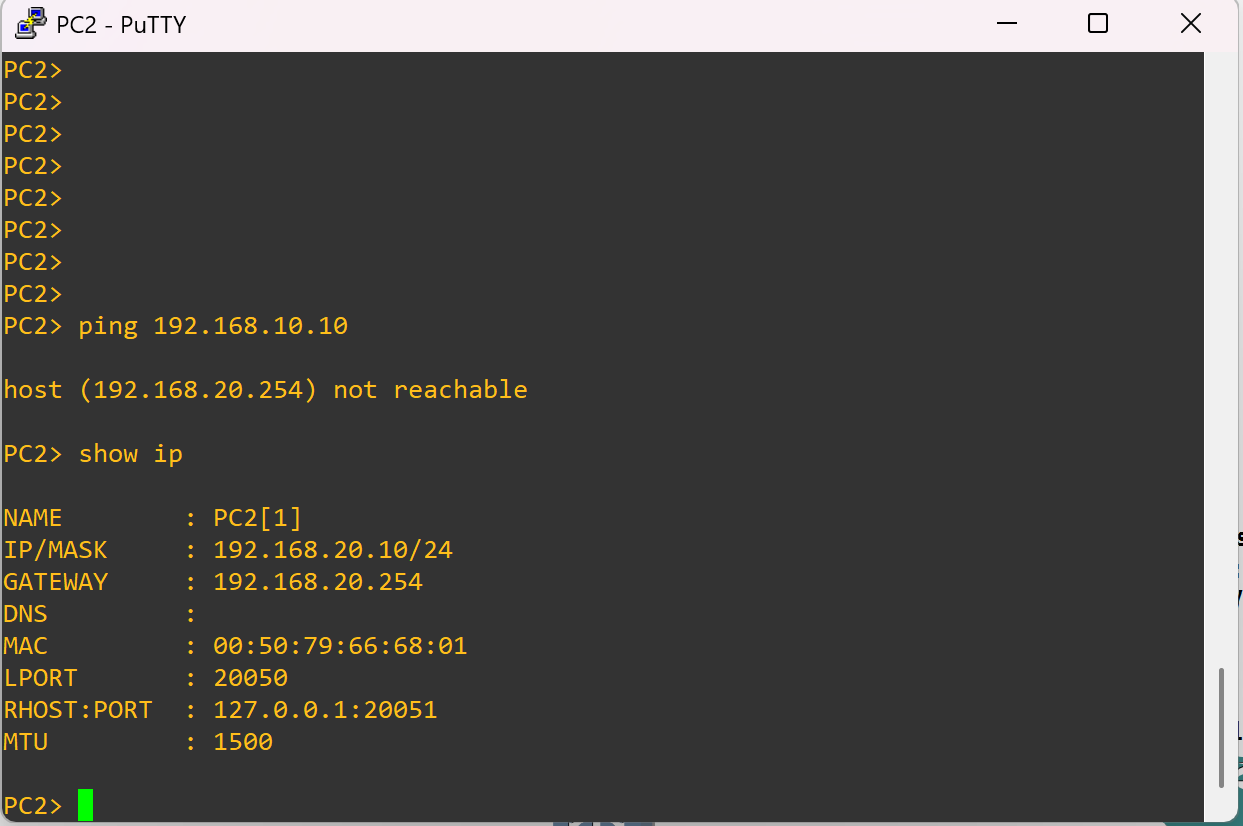 PC2 - PuTTY
PC2>
PC2>
PC2>
PC2>
PC2>
PC2>
PC2>
PC2>
PC2> ping 192.168.10.10
host (192.168.20.254) not reachable
PC2> show ip
NAME        : PC2[1]
IP/MASK     : 192.168.20.10/24
GATEWAY     : 192.168.20.254
DNS         :
MAC         : 00:50:79:66:68:01
LPORT       : 20050
RHOST:PORT  : 127.0.0.1:20051
MTU         : 1500
PC2>